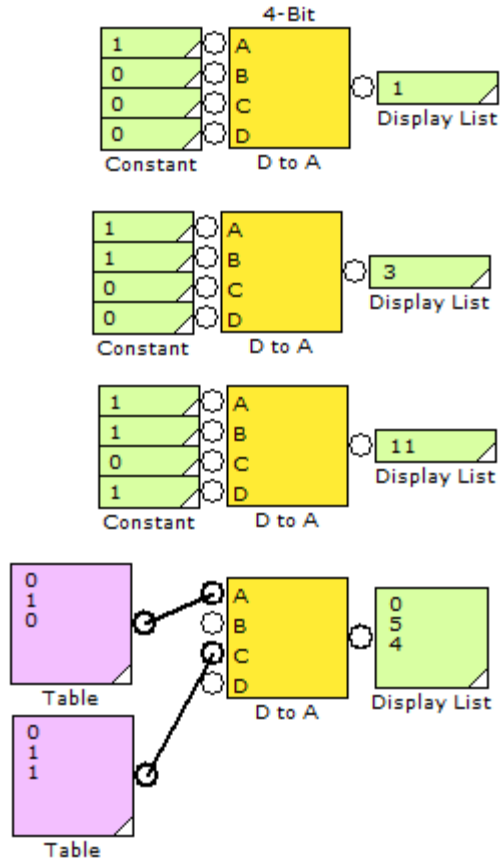 4-Bit
1 A
0 B
0 C
0 D
1
Display List
Constant
D to A
1 A
1 B
0 C
0 D
3
Display List
Constant
D to A
1 A
1 B
0 C
1 D
11
Display List
Constant
D to A
0
1
0
Table
A
B
C
D
D to A
0
5
4
Display List
0
1
1
Table